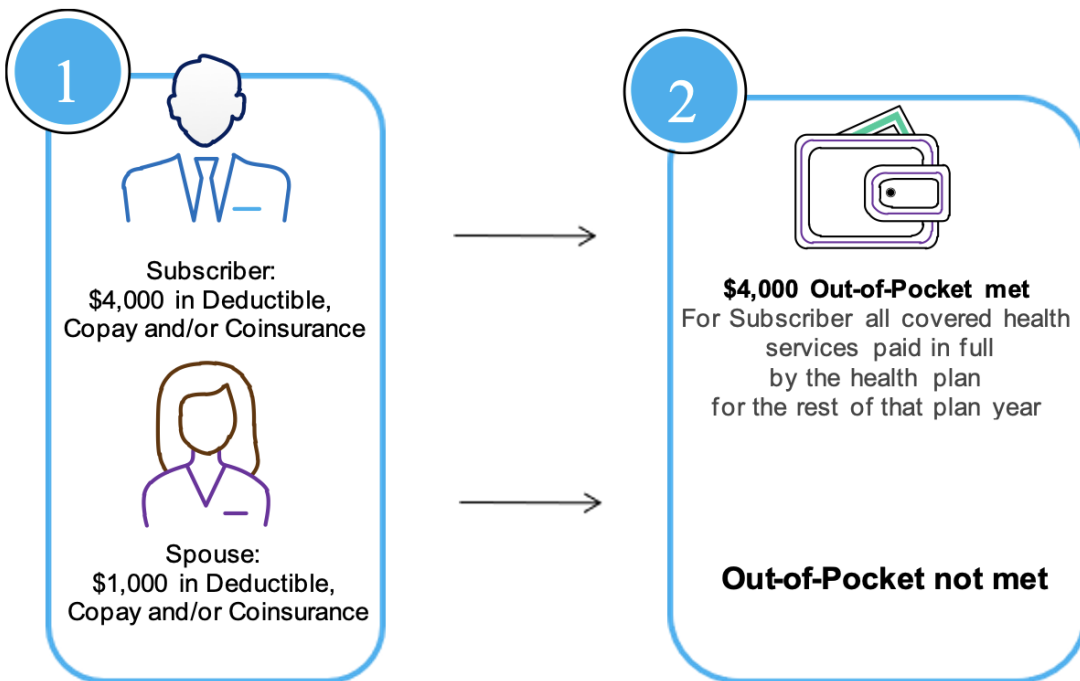 1
Subscriber:
$4,000 in Deductible,
Copay and/or Coinsurance
Spouse:
$1,000 in Deductible,
Copay and/or Coinsurance
2
$4,000 Out-of-Pocket met
For Subscriber all covered health
services paid in full
by the health plan
for the rest of that plan year
Out-of-Pocket not met